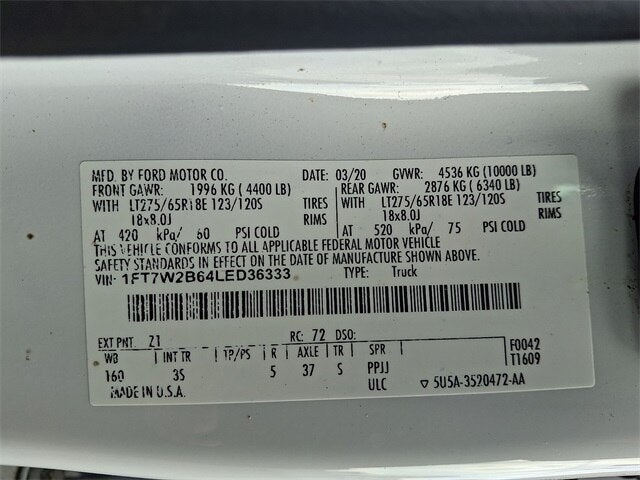 MFD. BY FORD MOTOR CO. DATE: 03/20 GVWR: 4536 KG (10000 LB)
FRONT GAWR: 1996 KG ( 4400 LB) REAR GAWR: 2876 KG ( 6340 LB)
WITH LT275/65R18E 123/120S TIRES WITH LT275/65R18E 123/120S TIRES
18x8.0J RIMS 18x8.0J RIMS
AT 420 kPa/ 60 PSI COLD AT 520 kPa/ 75 PSI COLD
THIS VEHICLE CONFORMS TO ALL APPLICABLE FEDERAL MOTOR VEHICLE
SAFETY STANDARDS IN EFFECT ON THE DATE OF MANUFACTURE SHOWN ABOVE.
VIN: 1FT7W2B64LED36333 TYPE: Truck
EXT PNT: Z1 RC: 72 DSO: F0042
WB INT TR TP/PS R AXLE TR SPR T1609
160 3S 5 37 S PPJJ
MADE IN U.S.A. ULC ▽ 5U5A-3520472-AA